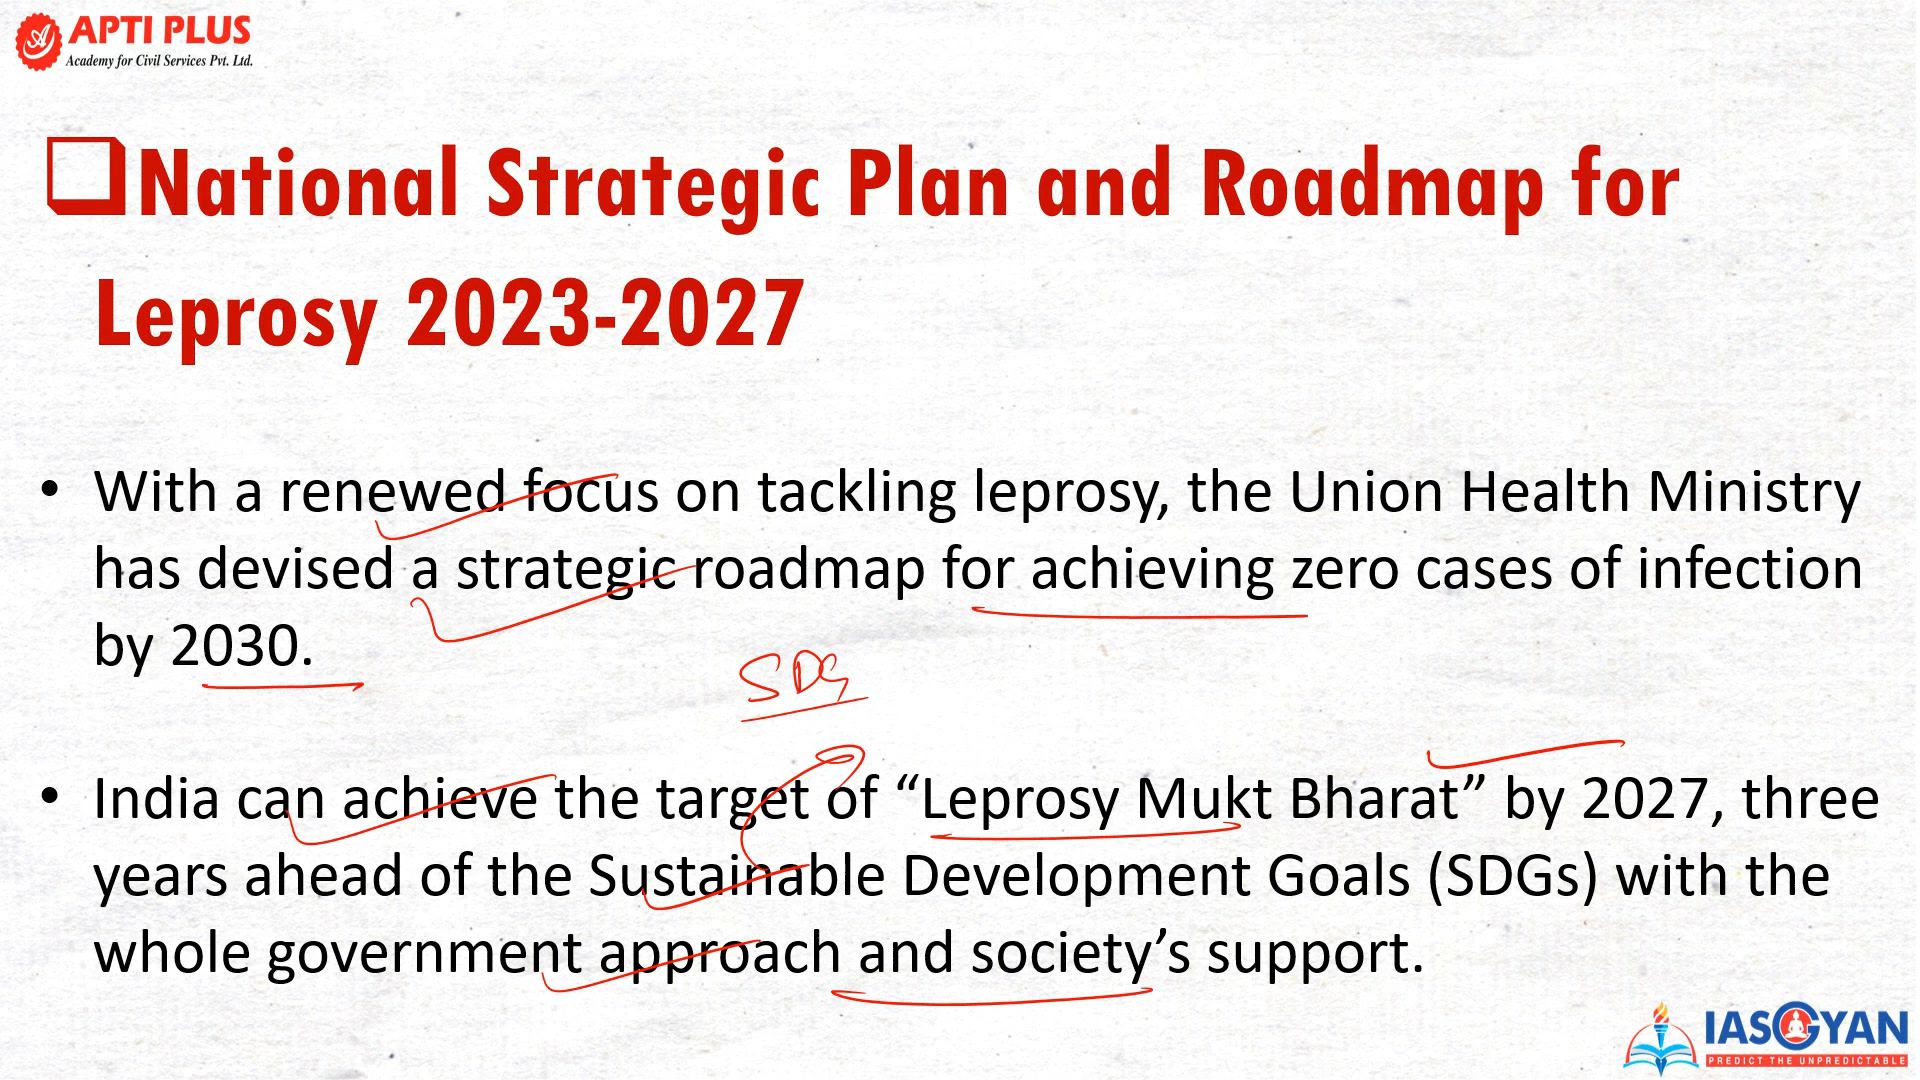 APTI PLUS
Academy for Civil Services Pvt. Ltd.
National Strategic Plan and Roadmap for
Leprosy 2023-2027
• With a renewed focus on tackling leprosy, the Union Health Ministry
has devised a strategic roadmap for achieving zero cases of infection
by 2030.
SDG
• India can achieve the target of “Leprosy Mukt Bharat” by 2027, three
years ahead of the Sustainable Development Goals (SDGs) with the
whole government approach and society’s support.
IASGYAN
PREDICT THE UNPREDICTABLE